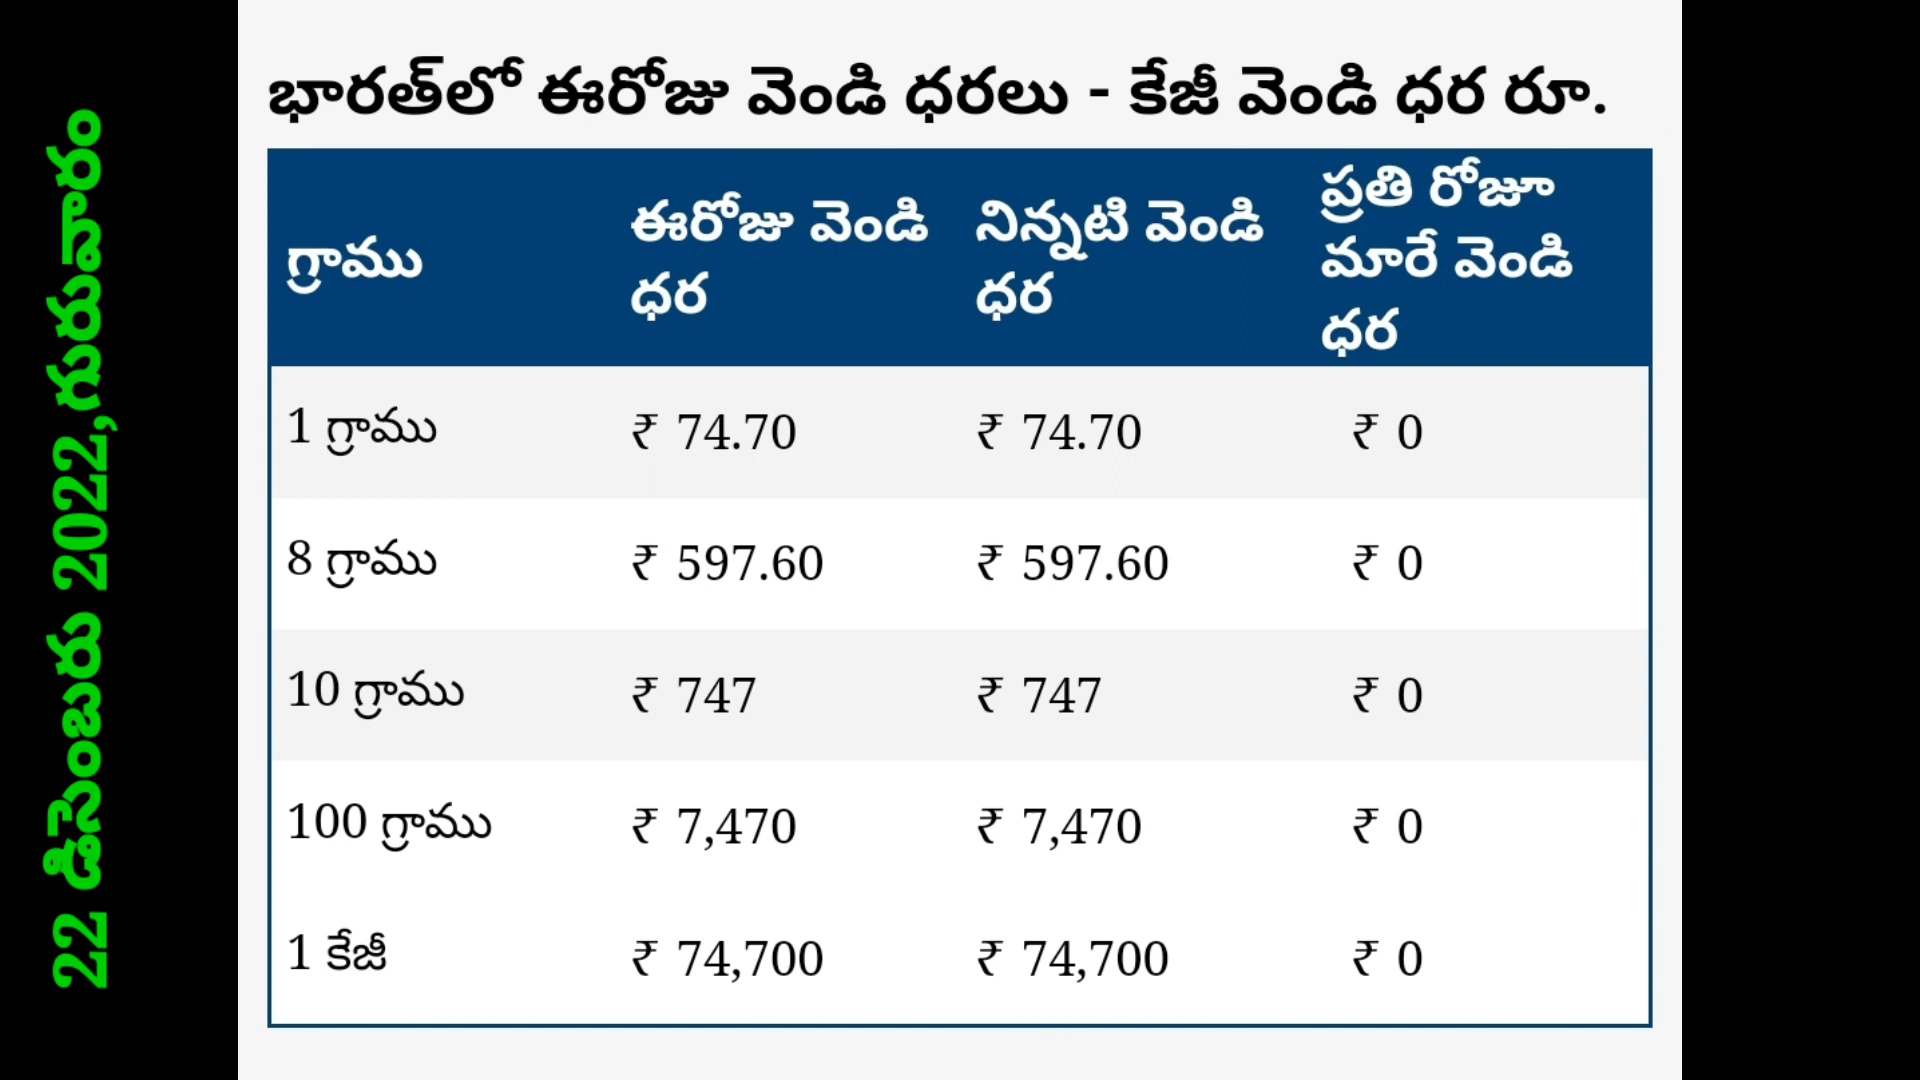 22 డిసెంబరు 2022,గురువారం
భారత్‌లో ఈరోజు వెండి ధరలు - కేజీ వెండి ధర రూ.
గ్రాము ఈరోజు వెండి ధర నిన్నటి వెండి ధర ప్రతి రోజూ మారే వెండి ధర
1 గ్రాము ₹ 74.70 ₹ 74.70 ₹ 0
8 గ్రాము ₹ 597.60 ₹ 597.60 ₹ 0
10 గ్రాము ₹ 747 ₹ 747 ₹ 0
100 గ్రాము ₹ 7,470 ₹ 7,470 ₹ 0
1 కేజీ ₹ 74,700 ₹ 74,700 ₹ 0